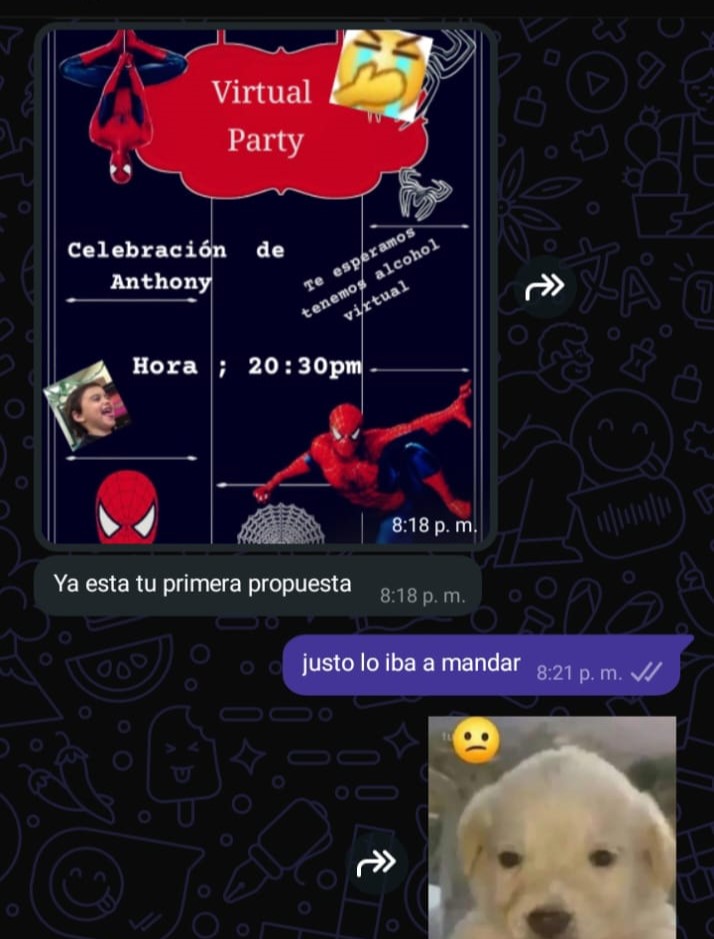 Virtual
Party
Celebración de
Anthony
Te esperamos
tenemos alcohol
virtual
Hora ; 20:30pm
8:18 p. m.
Ya esta tu primera propuesta 8:18 p. m.
justo lo iba a mandar 8:21 p. m.